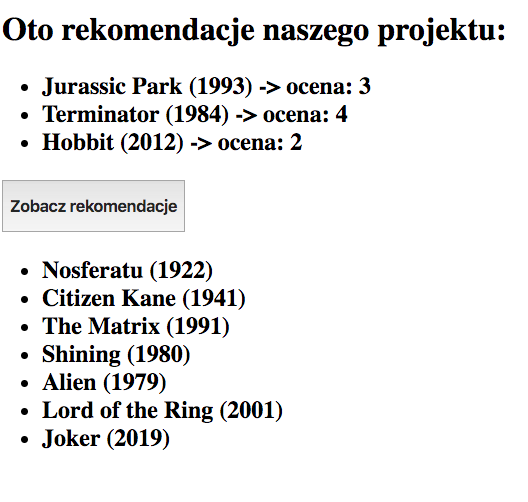 Oto rekomendacje naszego projektu:
Jurassic Park (1993) -> ocena: 3
Terminator (1984) -> ocena: 4
Hobbit (2012) -> ocena: 2
Zobacz rekomendacje
Nosferatu (1922)
Citizen Kane (1941)
The Matrix (1991)
Shining (1980)
Alien (1979)
Lord of the Ring (2001)
Joker (2019)